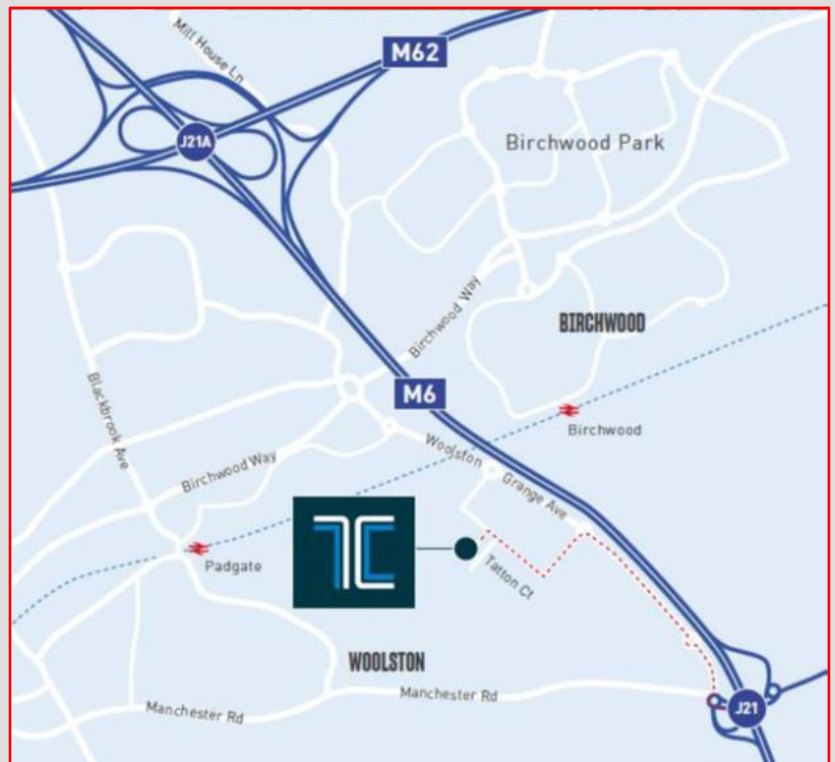 Mill House Ln
M62
J21A
Birchwood Park
Birchwood Way
BIRCHWOOD
M6
Birchwood
Blackbrook Ave
Woolston
Grange Ave
Birchwood Way
TC
Padgate
Tatton Ct
WOOLSTON
Manchester Rd
Manchester Rd
J21